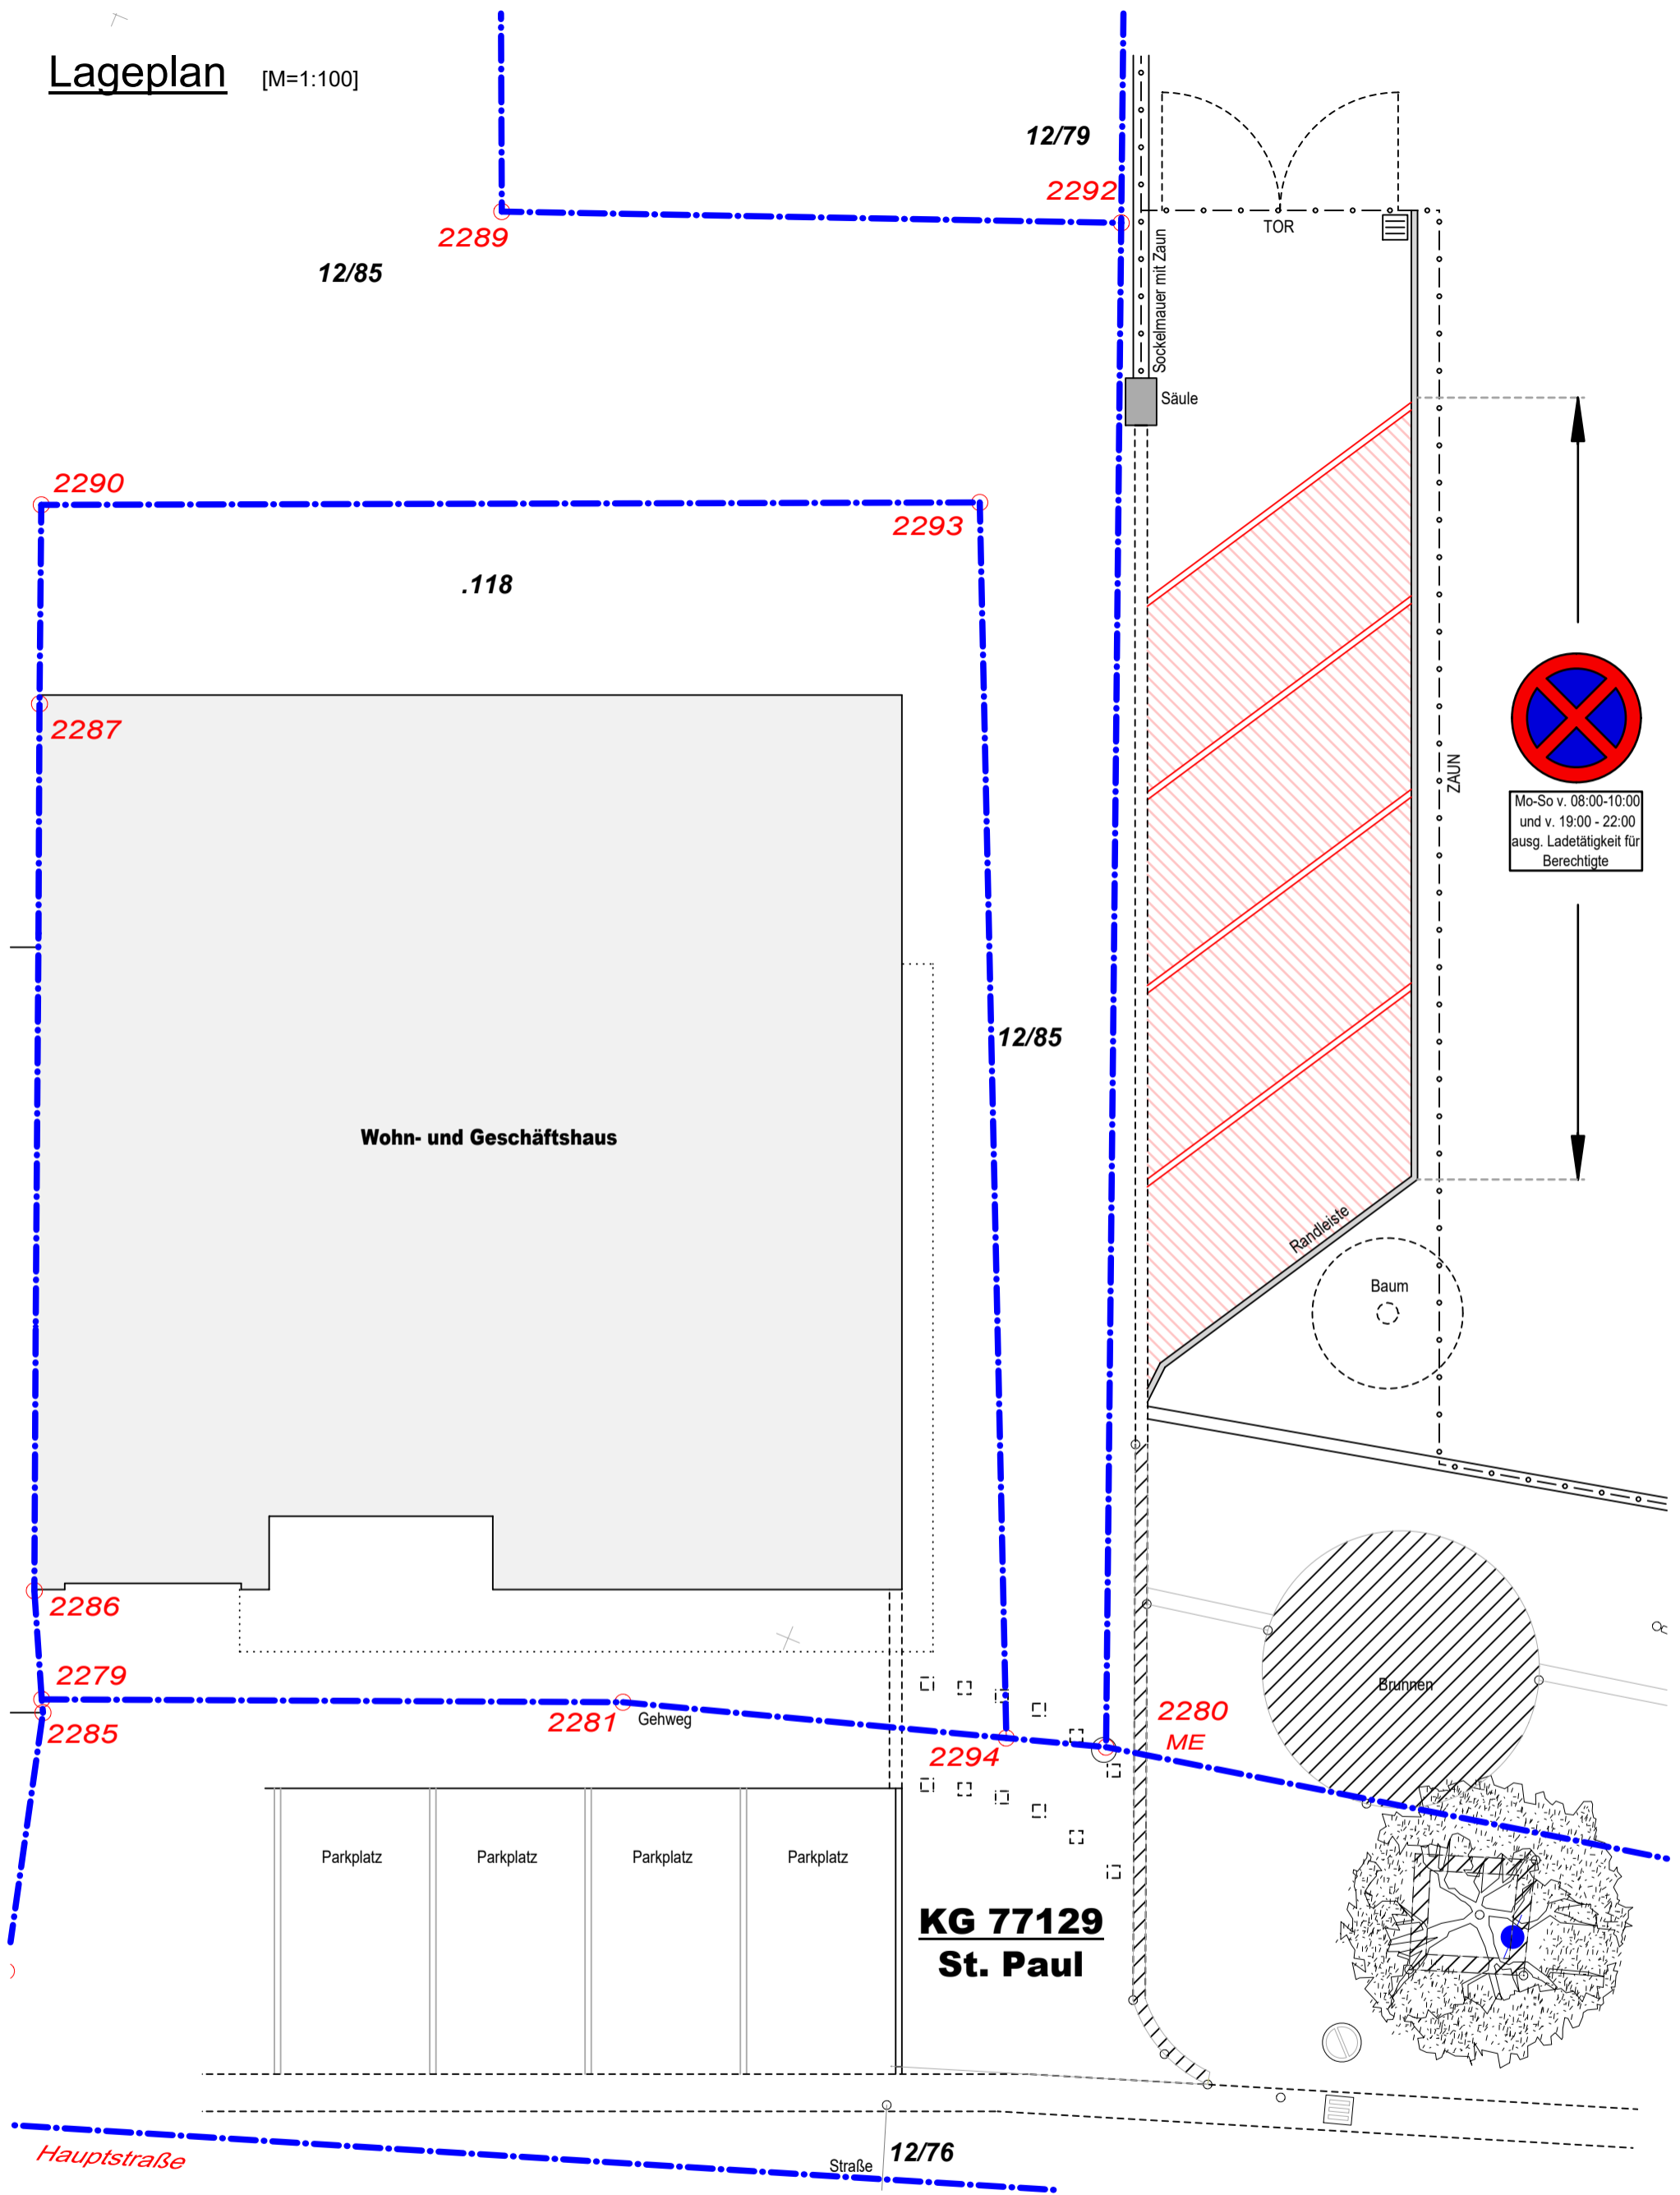 Lageplan [M=1:100]
12/79
2292
2289
TOR
12/85
Sockelmauer mit Zaun
Säule
2290
2293
.118
2287
ZAUN
Mo-So v. 08:00-10:00
und v. 19:00 - 22:00
ausg. Ladetätigkeit für
Berechtigte
12/85
Wohn- und Geschäftshaus
Randleiste
Baum
2286
2279
2285
2281
Gehweg
2294
2280
ME
Brunnen
Parkplatz
Parkplatz
Parkplatz
Parkplatz
KG 77129
St. Paul
Hauptstraße
Straße
12/76